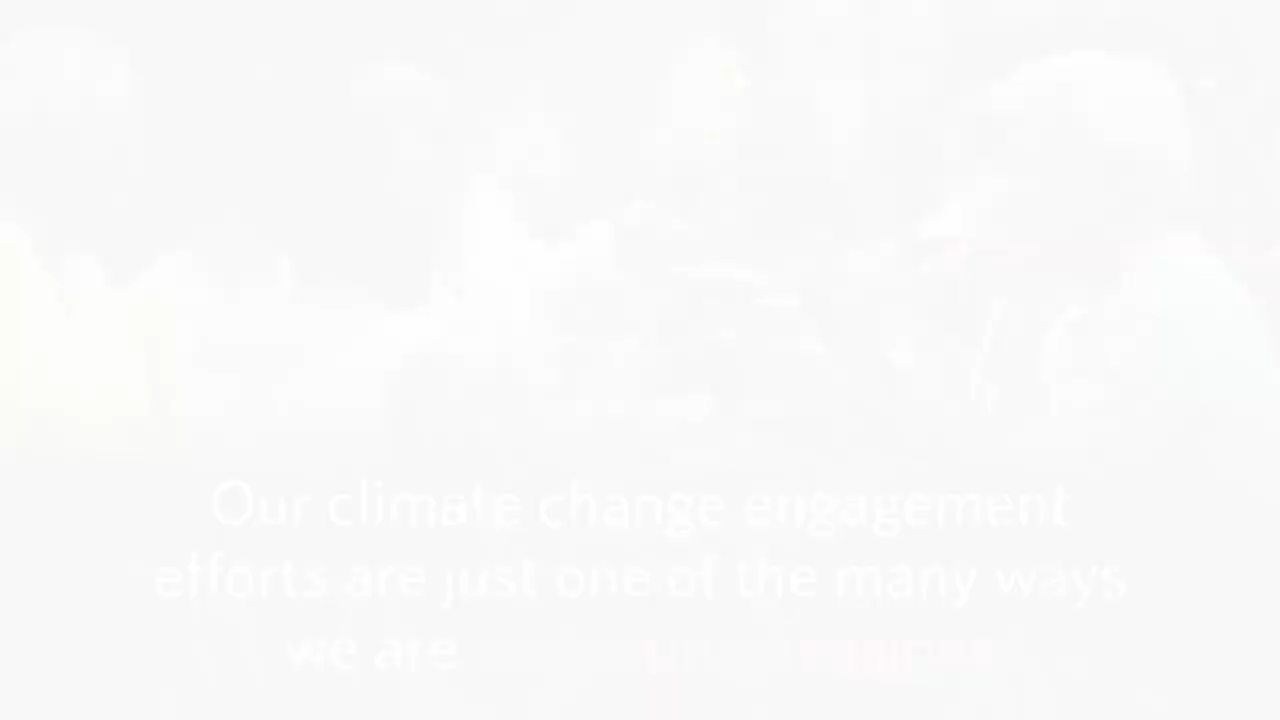 Our climate change engagement
efforts are just one of the many ways
we are